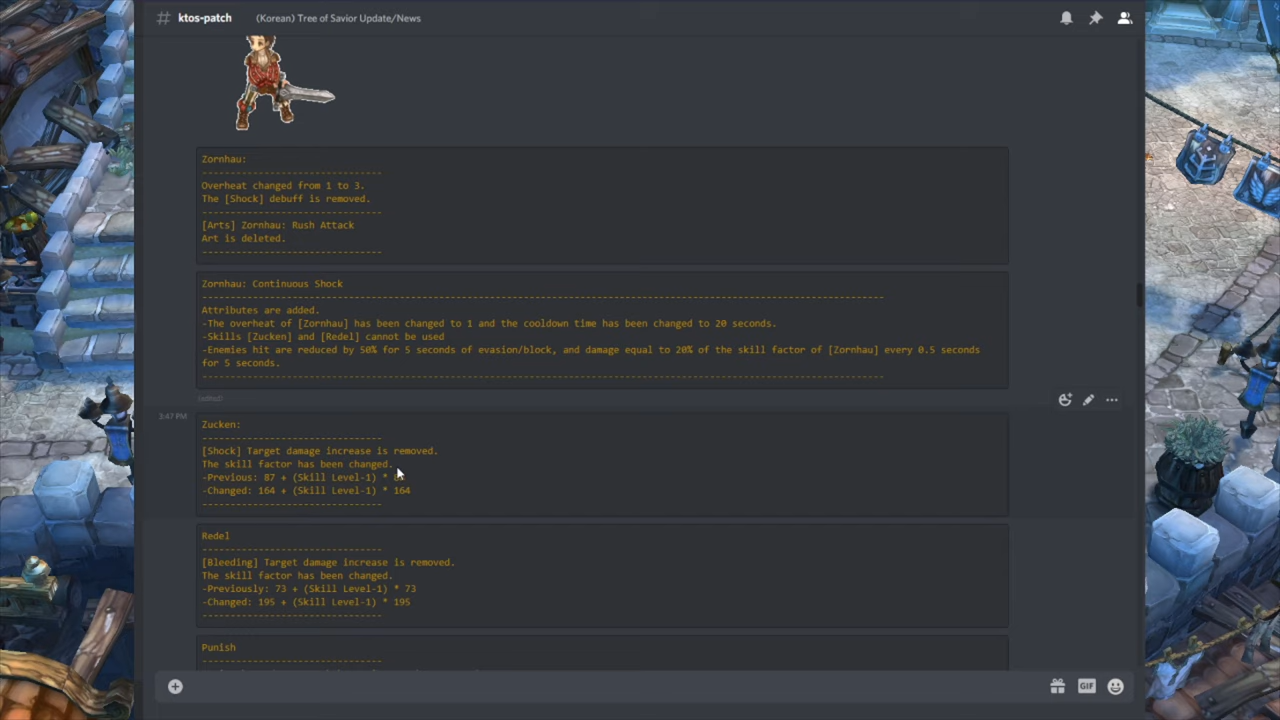 ktos-patch (Korean) Tree of Savior Update/News
Zornhau:
--------------------------------
Overheat changed from 1 to 3.
The [Shock] debuff is removed.
--------------------------------
[Arts] Zornhau: Rush Attack
Art is deleted.
--------------------------------
Zornhau: Continuous Shock
Attributes are added.
-The overheat of [Zornhau] has been changed to 1 and the cooldown time has been changed to 20 seconds.
-Skills [Zucken] and [Redel] cannot be used
-Enemies hit are reduced by 50% for 5 seconds of evasion/block, and damage equal to 20% of the skill factor of [Zornhau] every 0.5 seconds
for 5 seconds.
(edited)
3:47 PM
Zucken:
--------------------------------
[Shock] Target damage increase is removed.
The skill factor has been changed.
-Previous: 87 + (Skill Level-1) *
-Changed: 164 + (Skill Level-1) * 164
--------------------------------
Redel
--------------------------------
[Bleeding] Target damage increase is removed.
The skill factor has been changed.
-Previously: 73 + (Skill Level-1) * 73
-Changed: 195 + (Skill Level-1) * 195
--------------------------------
Punish
--------------------------------
GIF